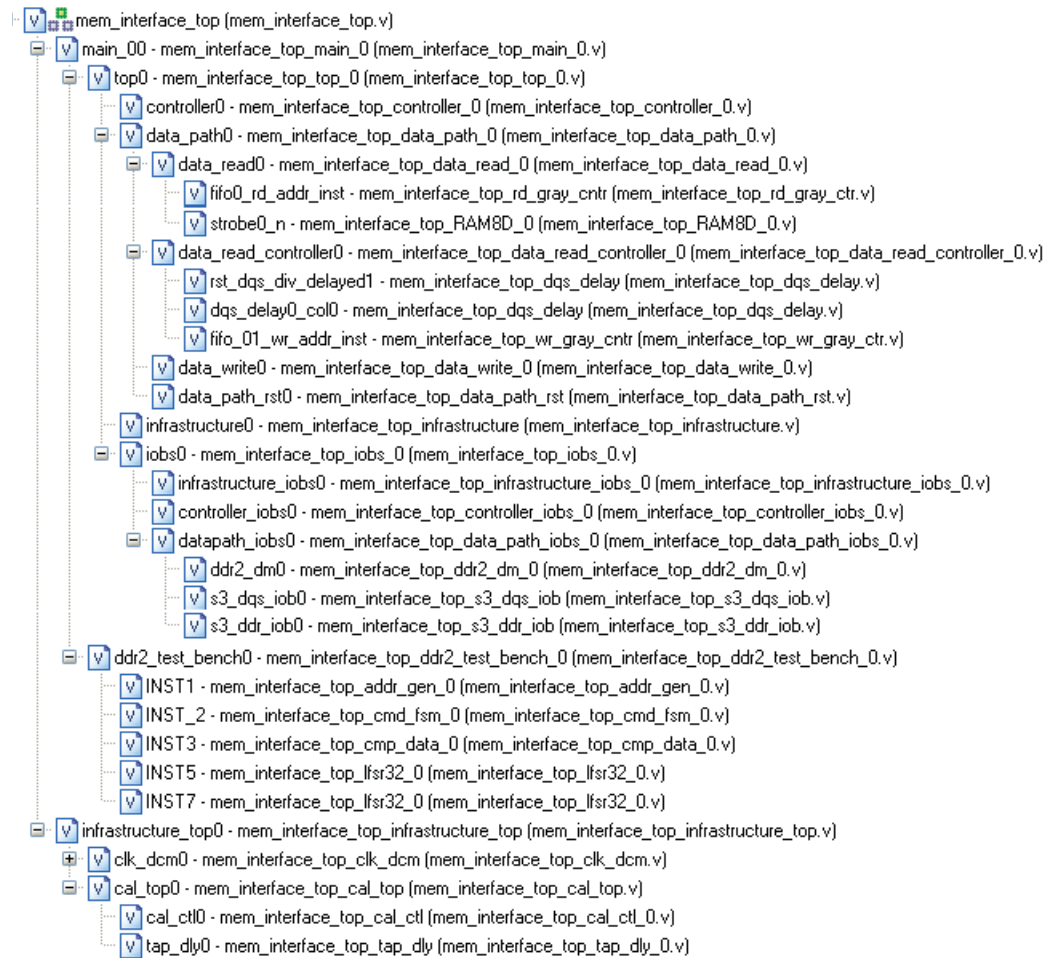 mem_interface_top (mem_interface_top.v)
main_00 - mem_interface_top_main_0 (mem_interface_top_main_0.v)
top0 - mem_interface_top_top_0 (mem_interface_top_top_0.v)
controller0 - mem_interface_top_controller_0 (mem_interface_top_controller_0.v)
data_path0 - mem_interface_top_data_path_0 (mem_interface_top_data_path_0.v)
data_read0 - mem_interface_top_data_read_0 (mem_interface_top_data_read_0.v)
fifo0_rd_addr_inst - mem_interface_top_rd_gray_cntr (mem_interface_top_rd_gray_ctr.v)
strobe0_n - mem_interface_top_RAM8D_0 (mem_interface_top_RAM8D_0.v)
data_read_controller0 - mem_interface_top_data_read_controller_0 (mem_interface_top_data_read_controller_0.v)
rst_dqs_div_delayed1 - mem_interface_top_dqs_delay (mem_interface_top_dqs_delay.v)
dqs_delay0_col0 - mem_interface_top_dqs_delay (mem_interface_top_dqs_delay.v)
fifo_01_wr_addr_inst - mem_interface_top_wr_gray_cntr (mem_interface_top_wr_gray_ctr.v)
data_write0 - mem_interface_top_data_write_0 (mem_interface_top_data_write_0.v)
data_path_rst0 - mem_interface_top_data_path_rst (mem_interface_top_data_path_rst.v)
infrastructure0 - mem_interface_top_infrastructure (mem_interface_top_infrastructure.v)
iobs0 - mem_interface_top_iobs_0 (mem_interface_top_iobs_0.v)
infrastructure_iobs0 - mem_interface_top_infrastructure_iobs_0 (mem_interface_top_infrastructure_iobs_0.v)
controller_iobs0 - mem_interface_top_controller_iobs_0 (mem_interface_top_controller_iobs_0.v)
datapath_iobs0 - mem_interface_top_data_path_iobs_0 (mem_interface_top_data_path_iobs_0.v)
ddr2_dm0 - mem_interface_top_ddr2_dm_0 (mem_interface_top_ddr2_dm_0.v)
s3_dqs_iob0 - mem_interface_top_s3_dqs_iob (mem_interface_top_s3_dqs_iob.v)
s3_ddr_iob0 - mem_interface_top_s3_ddr_iob (mem_interface_top_s3_ddr_iob.v)
ddr2_test_bench0 - mem_interface_top_ddr2_test_bench_0 (mem_interface_top_ddr2_test_bench_0.v)
INST1 - mem_interface_top_addr_gen_0 (mem_interface_top_addr_gen_0.v)
INST_2 - mem_interface_top_cmd_fsm_0 (mem_interface_top_cmd_fsm_0.v)
INST3 - mem_interface_top_cmp_data_0 (mem_interface_top_cmp_data_0.v)
INST5 - mem_interface_top_lfsr32_0 (mem_interface_top_lfsr32_0.v)
INST7 - mem_interface_top_lfsr32_0 (mem_interface_top_lfsr32_0.v)
infrastructure_top0 - mem_interface_top_infrastructure_top (mem_interface_top_infrastructure_top.v)
clk_dcm0 - mem_interface_top_clk_dcm (mem_interface_top_clk_dcm.v)
cal_top0 - mem_interface_top_cal_top (mem_interface_top_cal_top.v)
cal_ctl0 - mem_interface_top_cal_ctl (mem_interface_top_cal_ctl_0.v)
tap_dly0 - mem_interface_top_tap_dly (mem_interface_top_tap_dly_0.v)